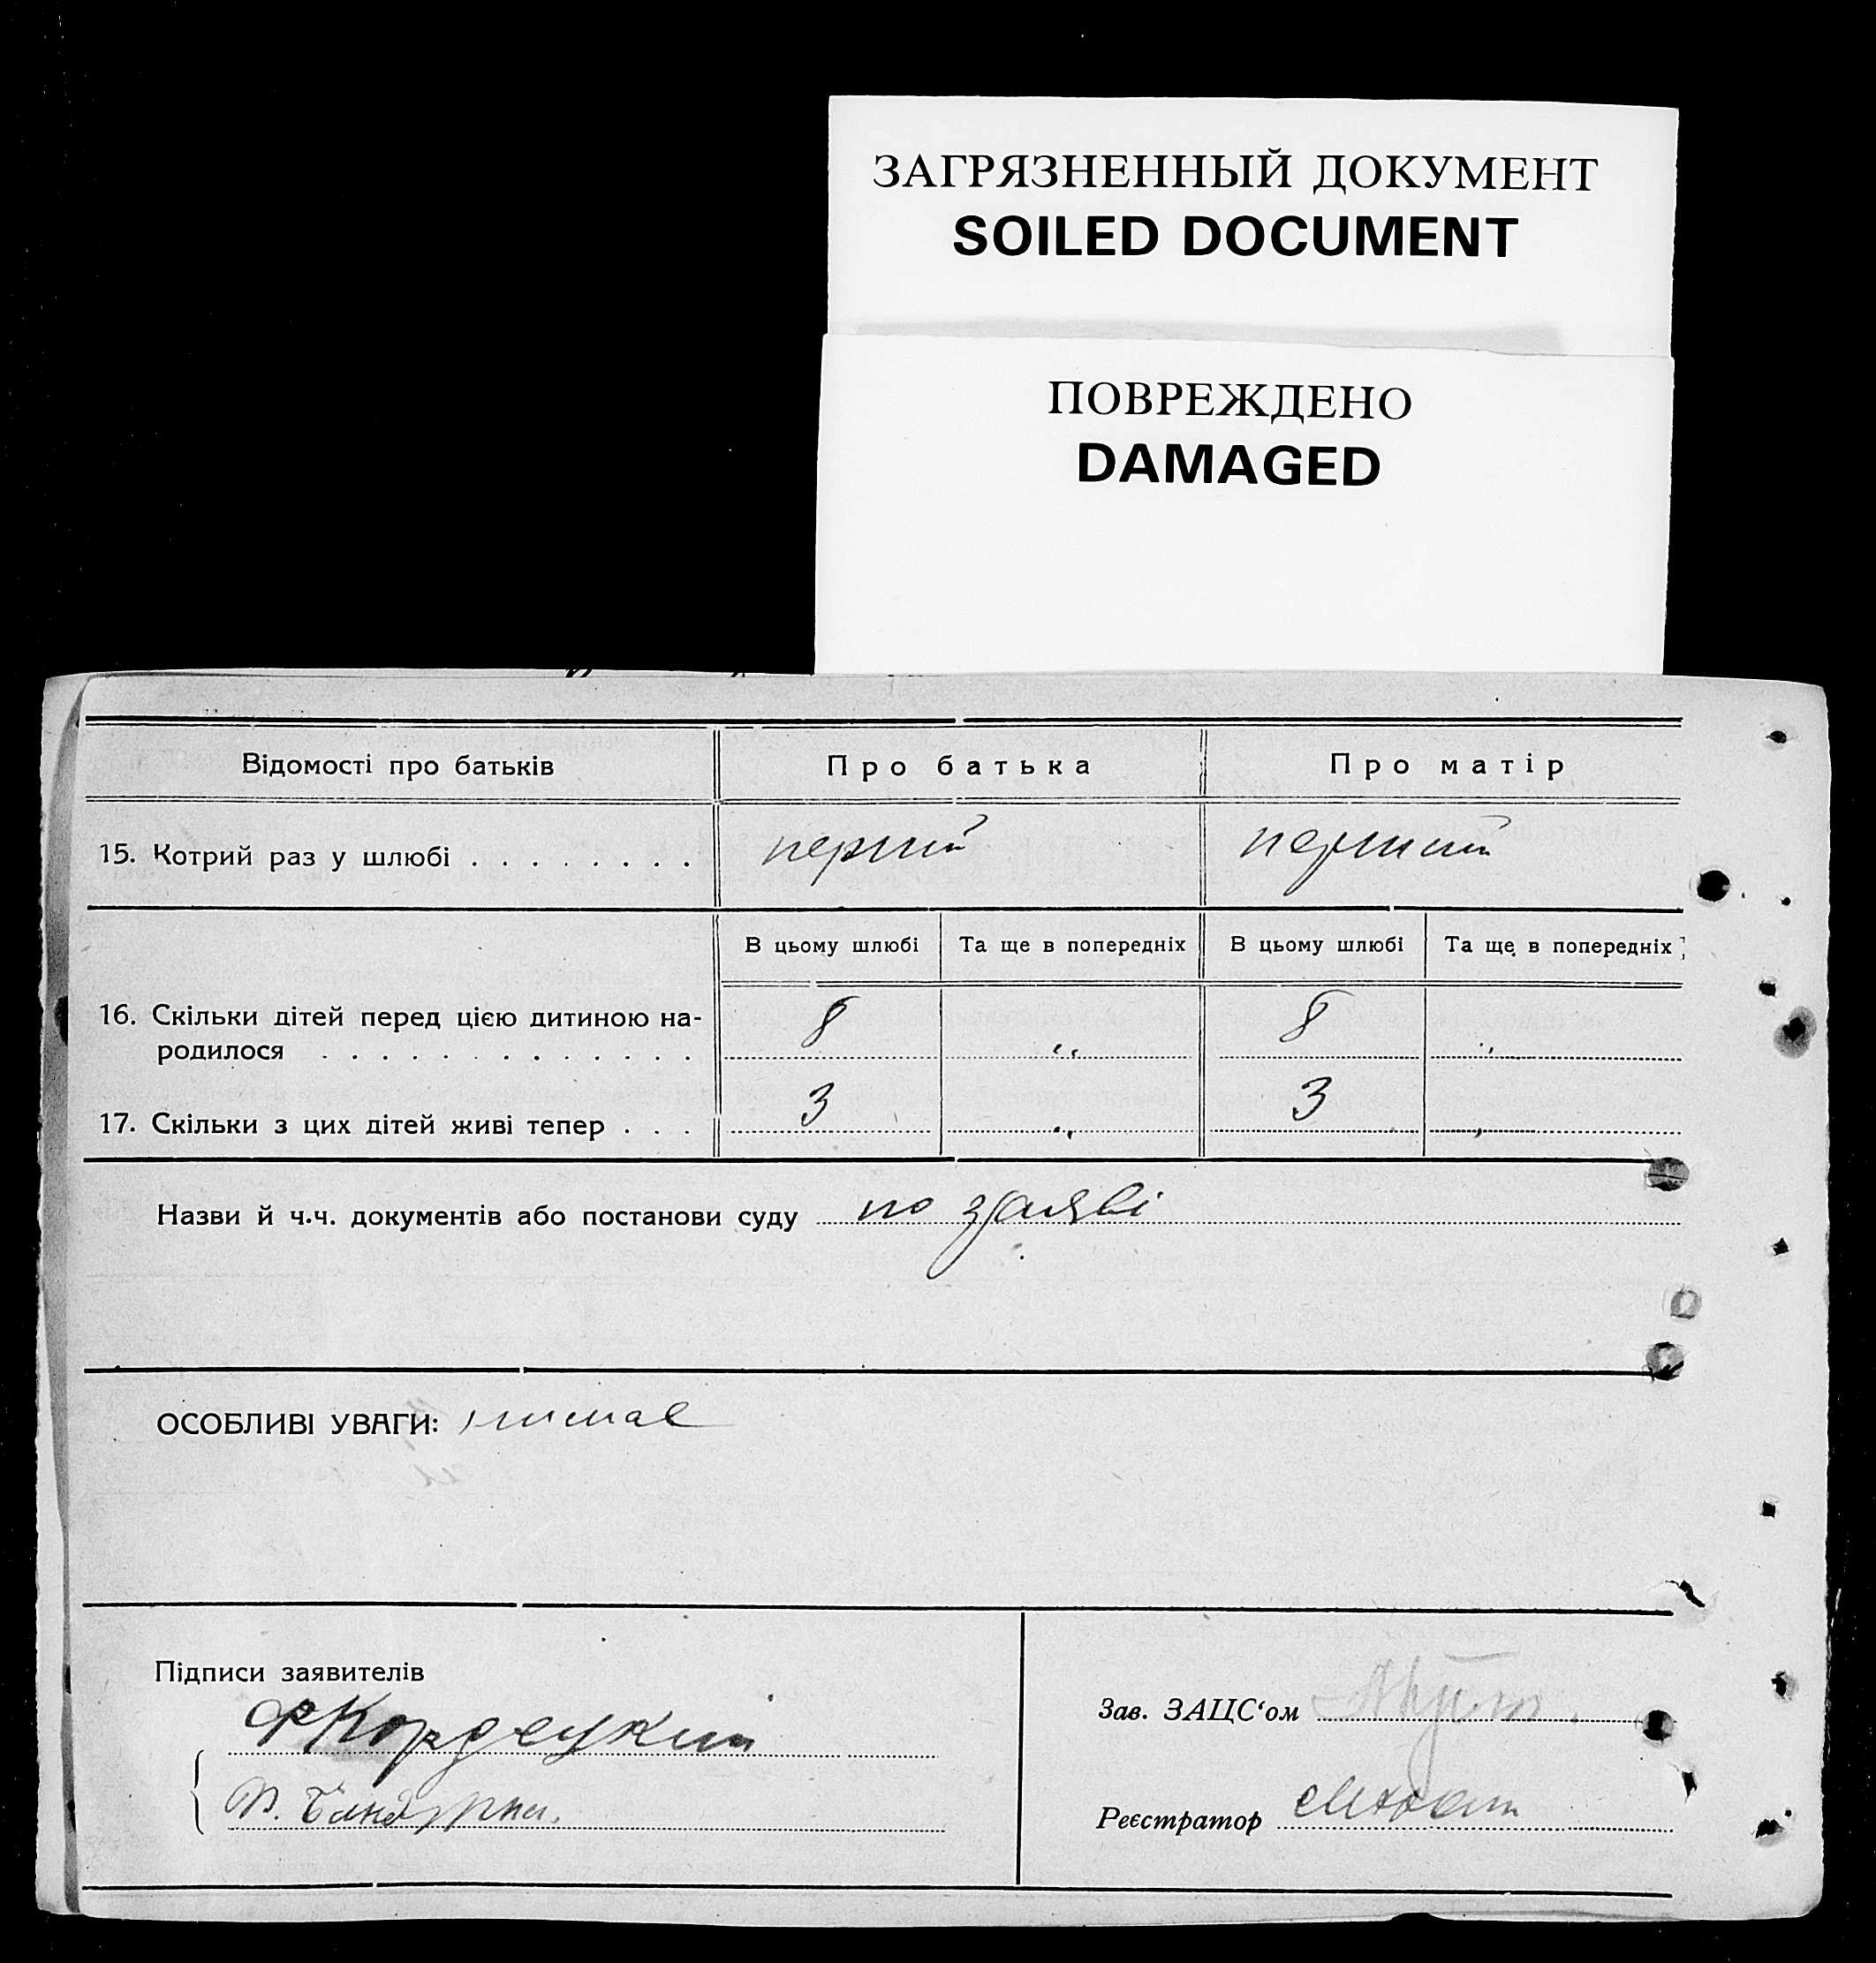 ЗАГРЯЗНЕННЫЙ ДОКУМЕНТ
SOILED DOCUMENT
ПОВРЕЖДЕНО
DAMAGED
Відомості про батьків Про батька Про матір
15. Котрий раз у шлюбі . . . . . . . . перший перший
В цьому шлюбі Та ще в попередніх В цьому шлюбі Та ще в попередніх
16. Скільки дітей перед цією дитиною на-
родилося . . . . . . . . . . . . . 8 „ 8 „
17. Скільки з цих дітей живі тепер . . . 3 „ 3 „
Назви й ч.ч. документів або постанови суду по заяві
ОСОБЛИВІ УВАГИ: немає
Підписи заявителів
ФКордецкий
Зав. ЗАЦС‘ом
Реєстратор